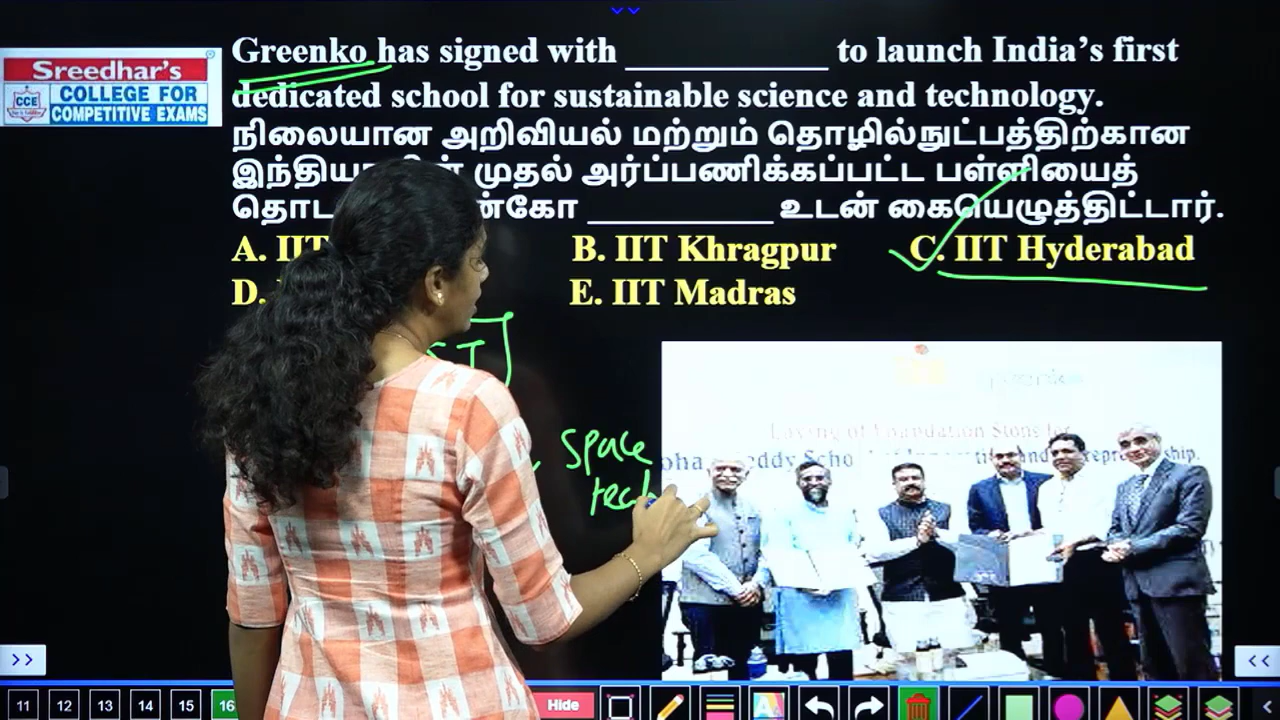 Sreedhar's
CCE
COLLEGE FOR
COMPETITIVE EXAMS
Greenko has signed with ____________ to launch India's first
dedicated school for sustainable science and technology.
நிலையான அறிவியல் மற்றும் தொழில்நுட்பத்திற்கான
முதல் அர்ப்பணிக்கப்பட்ட பள்ளியைத்
____________ உடன் கையெழுத்திட்டார்.
A. IIT
B. IIT Khragpur
C. IIT Hyderabad
D.
E. IIT Madras
Space
Laying of Foundation Stone for
11 12 13 14 15 16
Hide